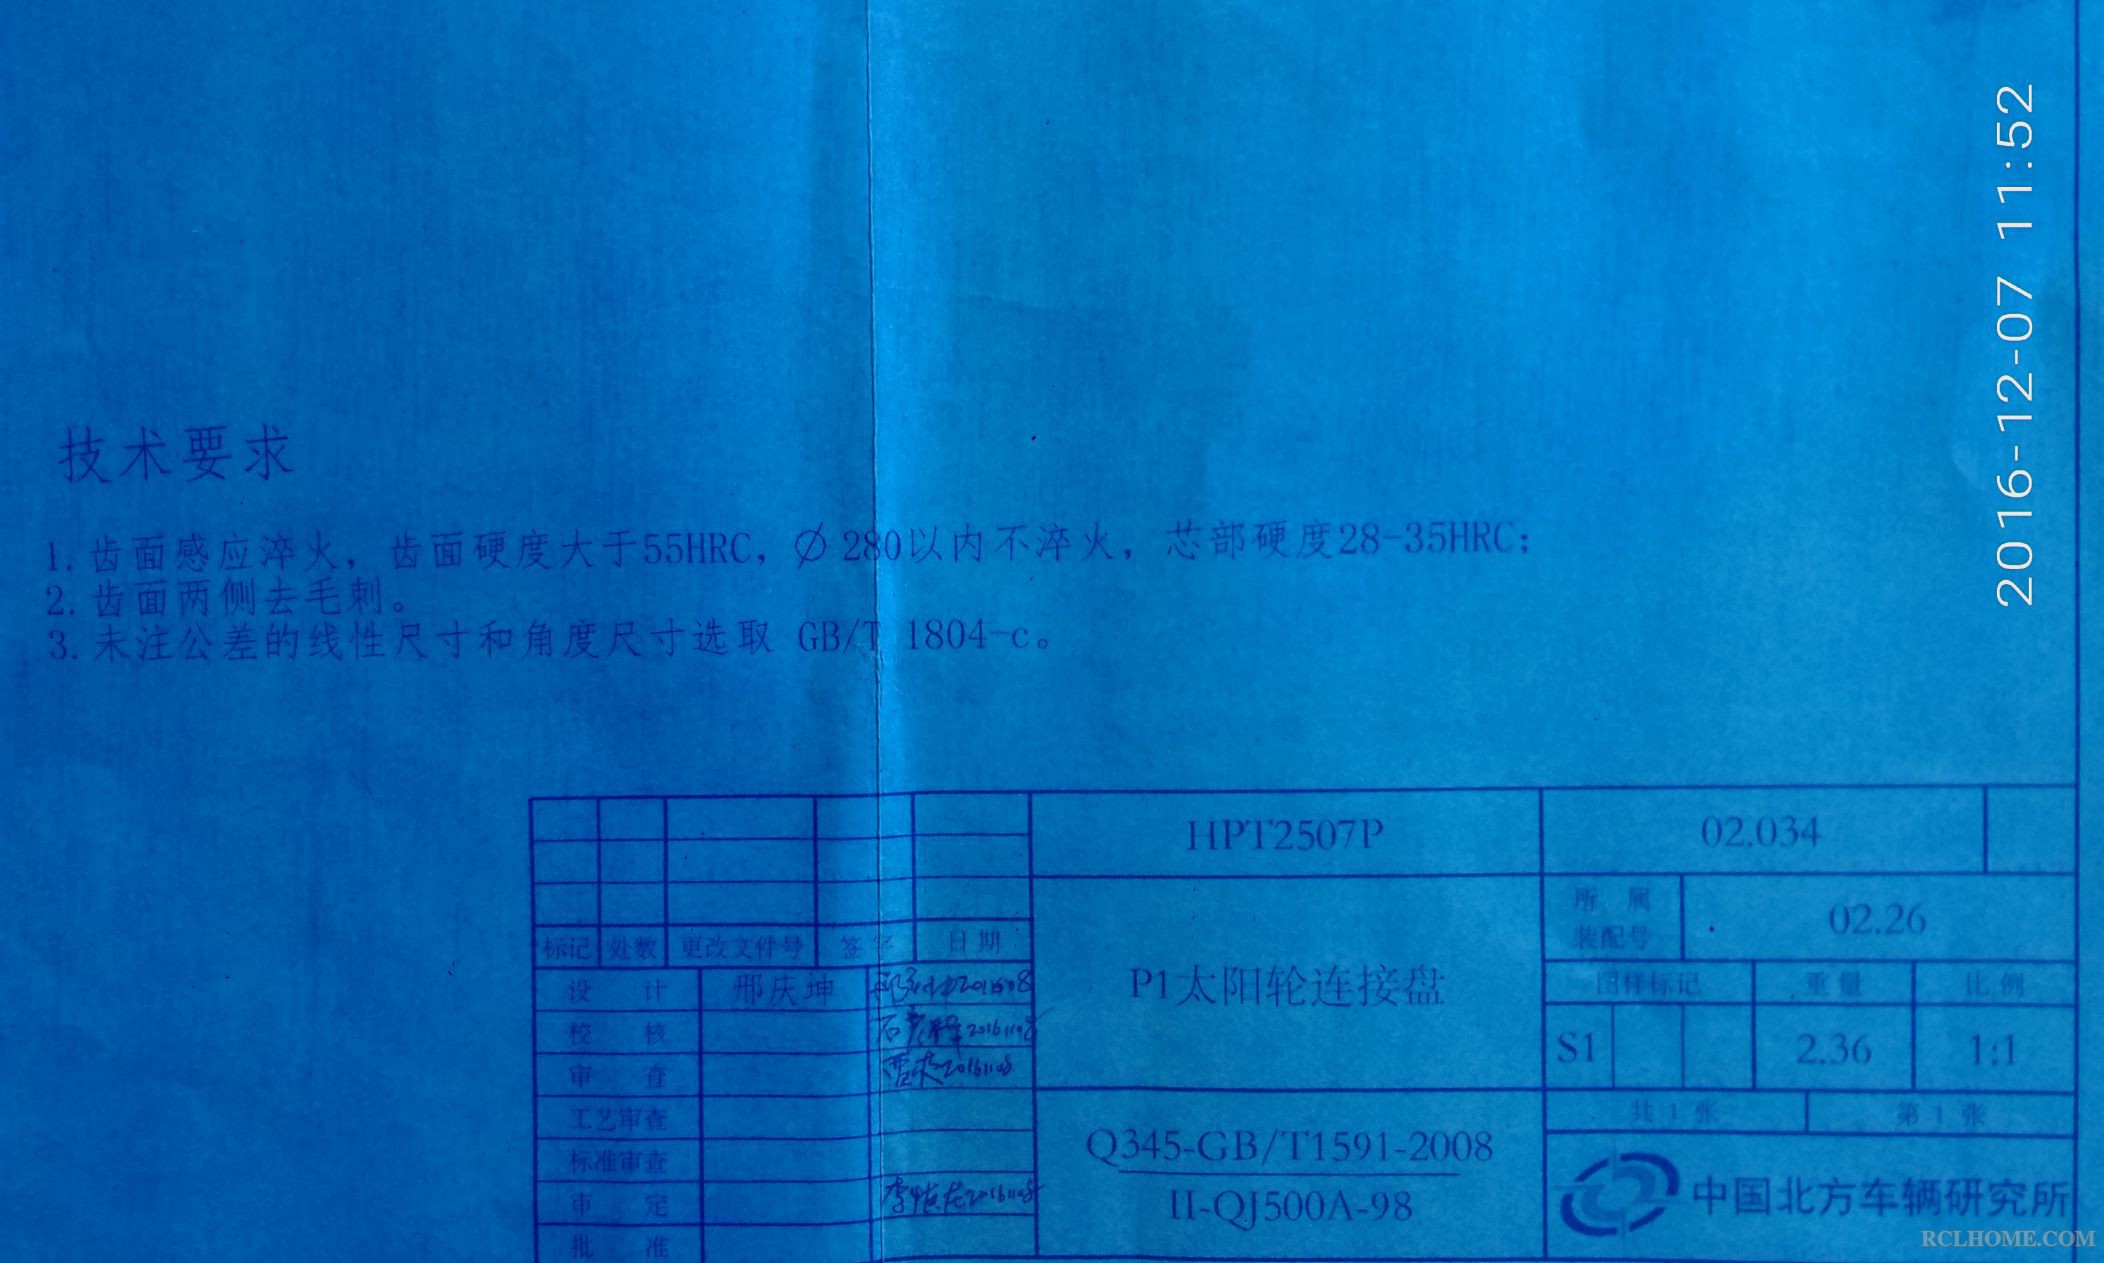 2016-12-07 11:52
技术要求
1. 齿面感应淬火，齿面硬度大于55HRC，∅280以内不淬火，芯部硬度28-35HRC；
2. 齿面两侧去毛刺。
3. 未注公差的线性尺寸和角度尺寸选取 GB/T 1804-c。
HPT2507P
02.034
所属装配号
02.26
标记 处数 更改文件号 签字 日期
设计 邢庆坤
校核 20161108
审查 20161108
工艺审查
标准审查
审定 20161108
批准
P1太阳轮连接盘
图样标记 重量 比例
S1 2.36 1:1
共 1 张 第 1 张
Q345-GB/T1591-2008
II-QJ500A-98
中国北方车辆研究所
RCLHOME.COM